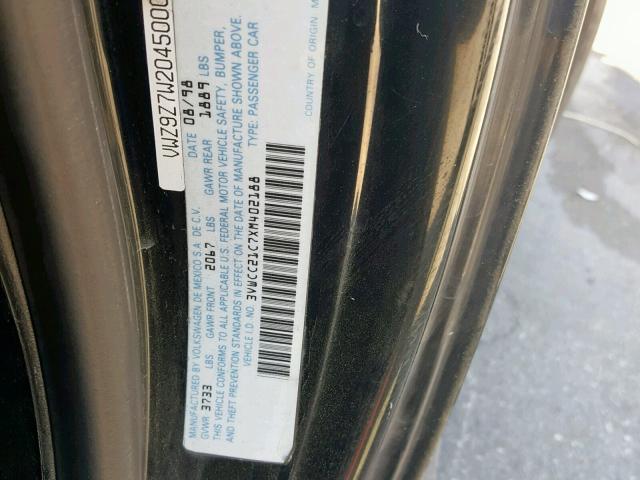 VWZ9Z7W2045000
MANUFACTURED BY VOLKSWAGEN DE MEXICO S.A. DE C.V. DATE 08/98
GVWR 3733 LBS GAWR FRONT 2067 LBS GAWR REAR 1889 LBS
THIS VEHICLE CONFORMS TO ALL APPLICABLE U.S. FEDERAL MOTOR VEHICLE SAFETY, BUMPER,
AND THEFT PREVENTION STANDARDS IN EFFECT ON THE DATE OF MANUFACTURE SHOWN ABOVE.
VEHICLE I.D. NO. 3VWCC21C7XM402188 TYPE: PASSENGER CAR
COUNTRY OF ORIGIN